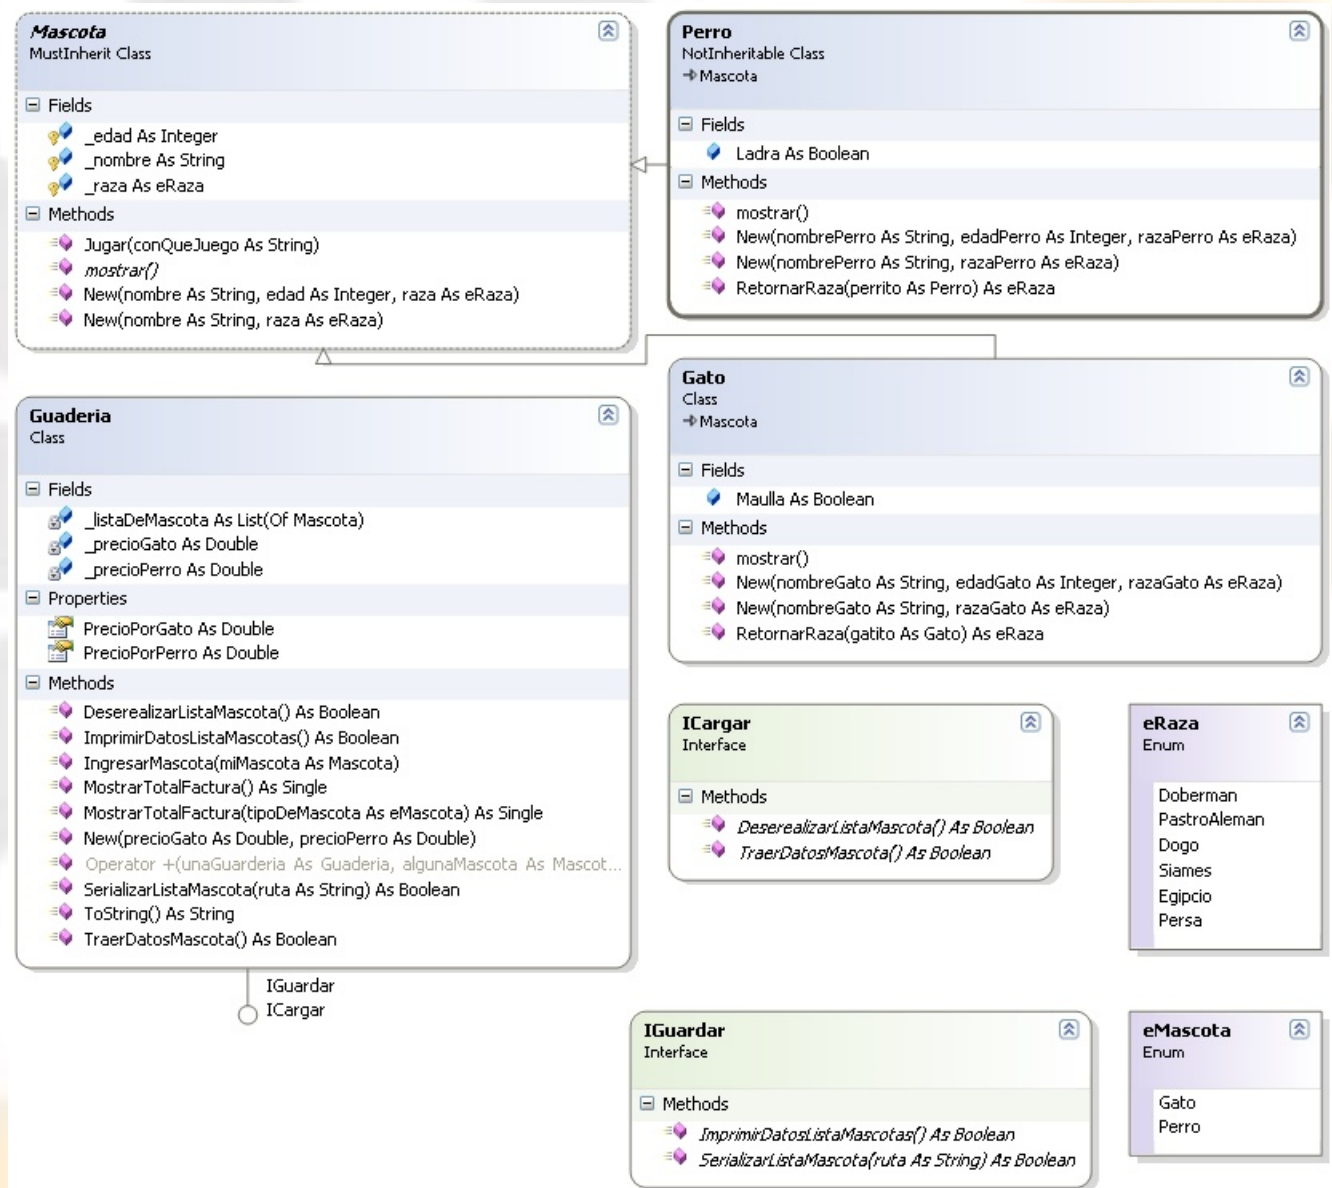 Mascota
MustInherit Class
Fields
_edad As Integer
_nombre As String
_raza As eRaza
Methods
Jugar(conQueJuego As String)
mostrar()
New(nombre As String, edad As Integer, raza As eRaza)
New(nombre As String, raza As eRaza)
Perro
NotInheritable Class
Mascota
Fields
Ladra As Boolean
Methods
mostrar()
New(nombrePerro As String, edadPerro As Integer, razaPerro As eRaza)
New(nombrePerro As String, razaPerro As eRaza)
RetornarRaza(perrito As Perro) As eRaza
Guaderia
Class
Fields
_listaDeMascota As List(Of Mascota)
_precioGato As Double
_precioPerro As Double
Properties
PrecioPorGato As Double
PrecioPorPerro As Double
Methods
DeserealizarListaMascota() As Boolean
ImprimirDatosListaMascotas() As Boolean
IngresarMascota(miMascota As Mascota)
MostrarTotalFactura() As Single
MostrarTotalFactura(tipoDeMascota As eMascota) As Single
New(precioGato As Double, precioPerro As Double)
Operator +(unaGuarderia As Guaderia, algunaMascota As Mascot...
SerializarListaMascota(ruta As String) As Boolean
ToString() As String
TraerDatosMascota() As Boolean
IGuardar
ICargar
Gato
Class
Mascota
Fields
Maulla As Boolean
Methods
mostrar()
New(nombreGato As String, edadGato As Integer, razaGato As eRaza)
New(nombreGato As String, razaGato As eRaza)
RetornarRaza(gatito As Gato) As eRaza
ICargar
Interface
Methods
DeserealizarListaMascota() As Boolean
TraerDatosMascota() As Boolean
eRaza
Enum
Doberman
PastroAleman
Dogo
Siames
Egipcio
Persa
IGuardar
Interface
Methods
ImprimirDatosListaMascotas() As Boolean
SerializarListaMascota(ruta As String) As Boolean
eMascota
Enum
Gato
Perro